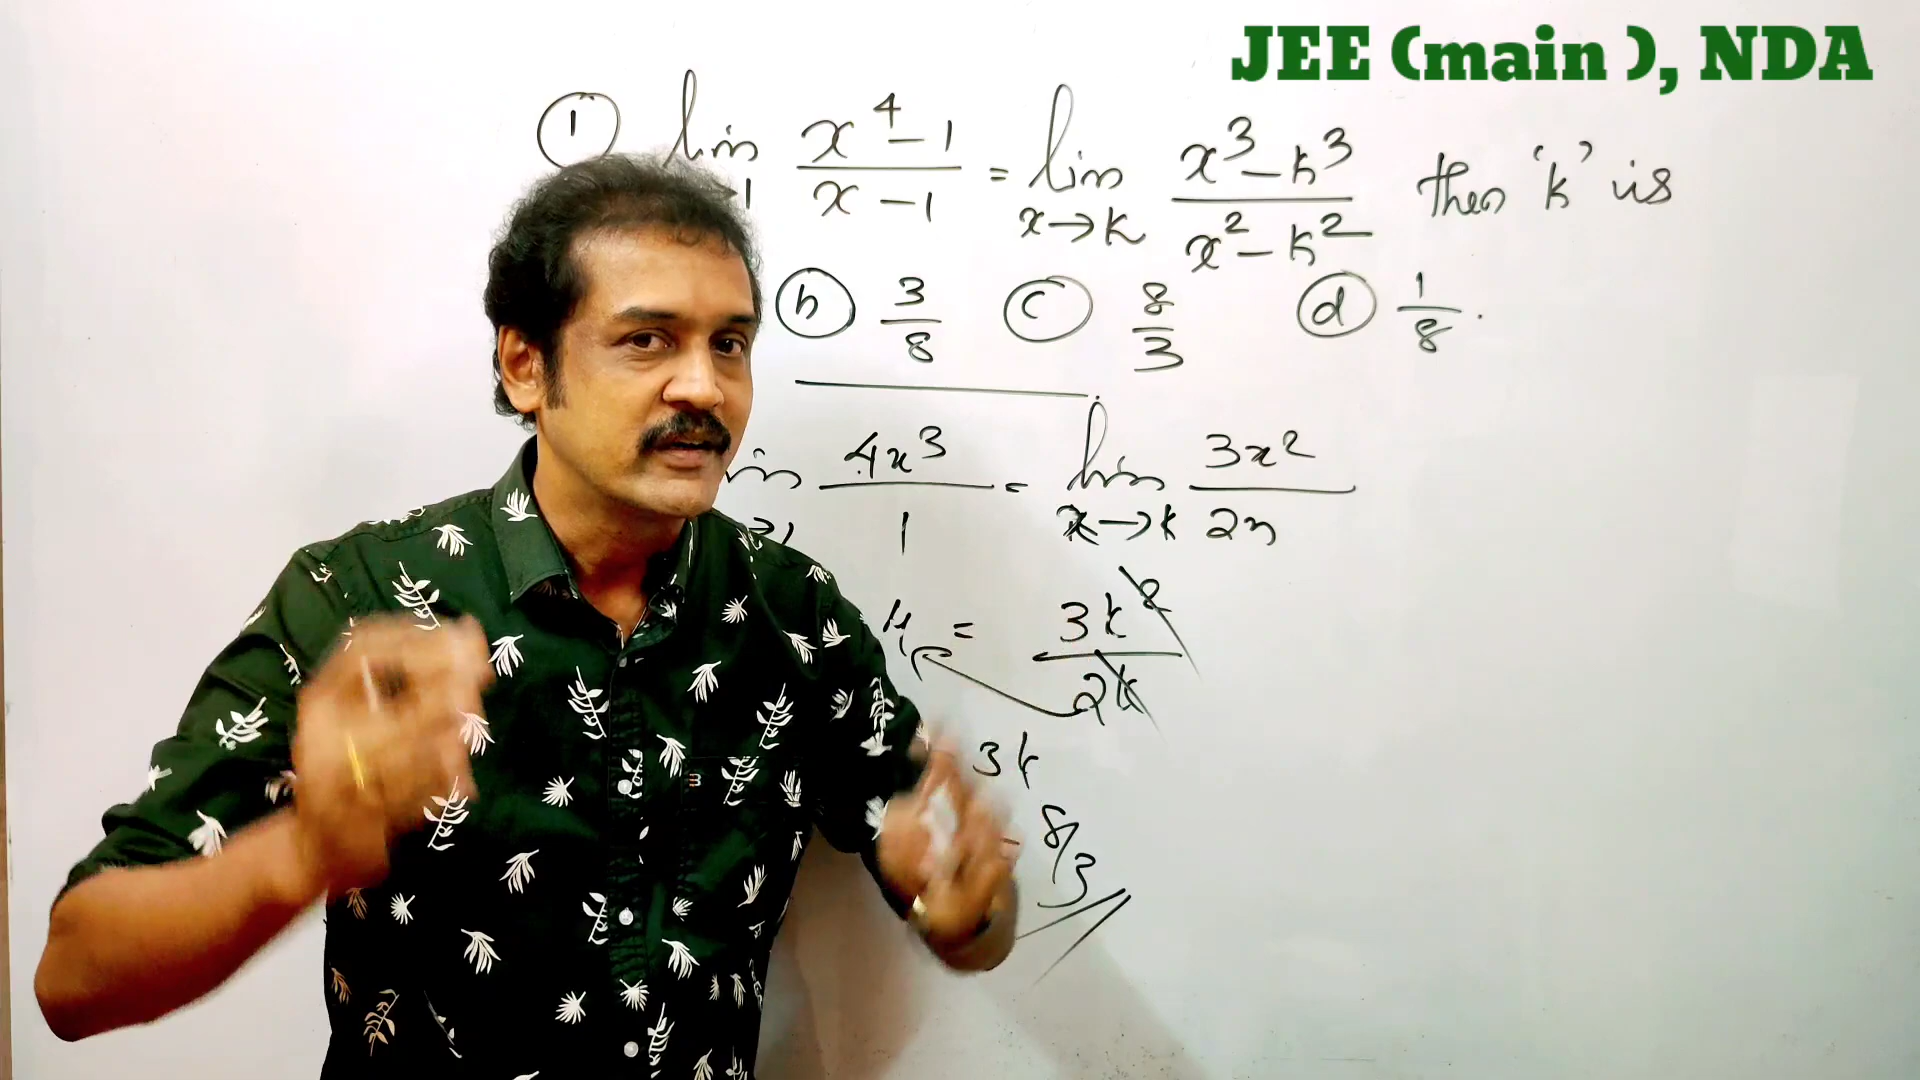 JEE (main ), NDA
① lim →1 x⁴-1 / x-1 = lim x→k x³-k³ / x²-k² then 'k' is
ⓑ 3/8 ⓒ 8/3 ⓓ 1/8.
4x³ / 1 = lim x→k 3x² / 2x
4 = 3k² / 2k
3k
8/3